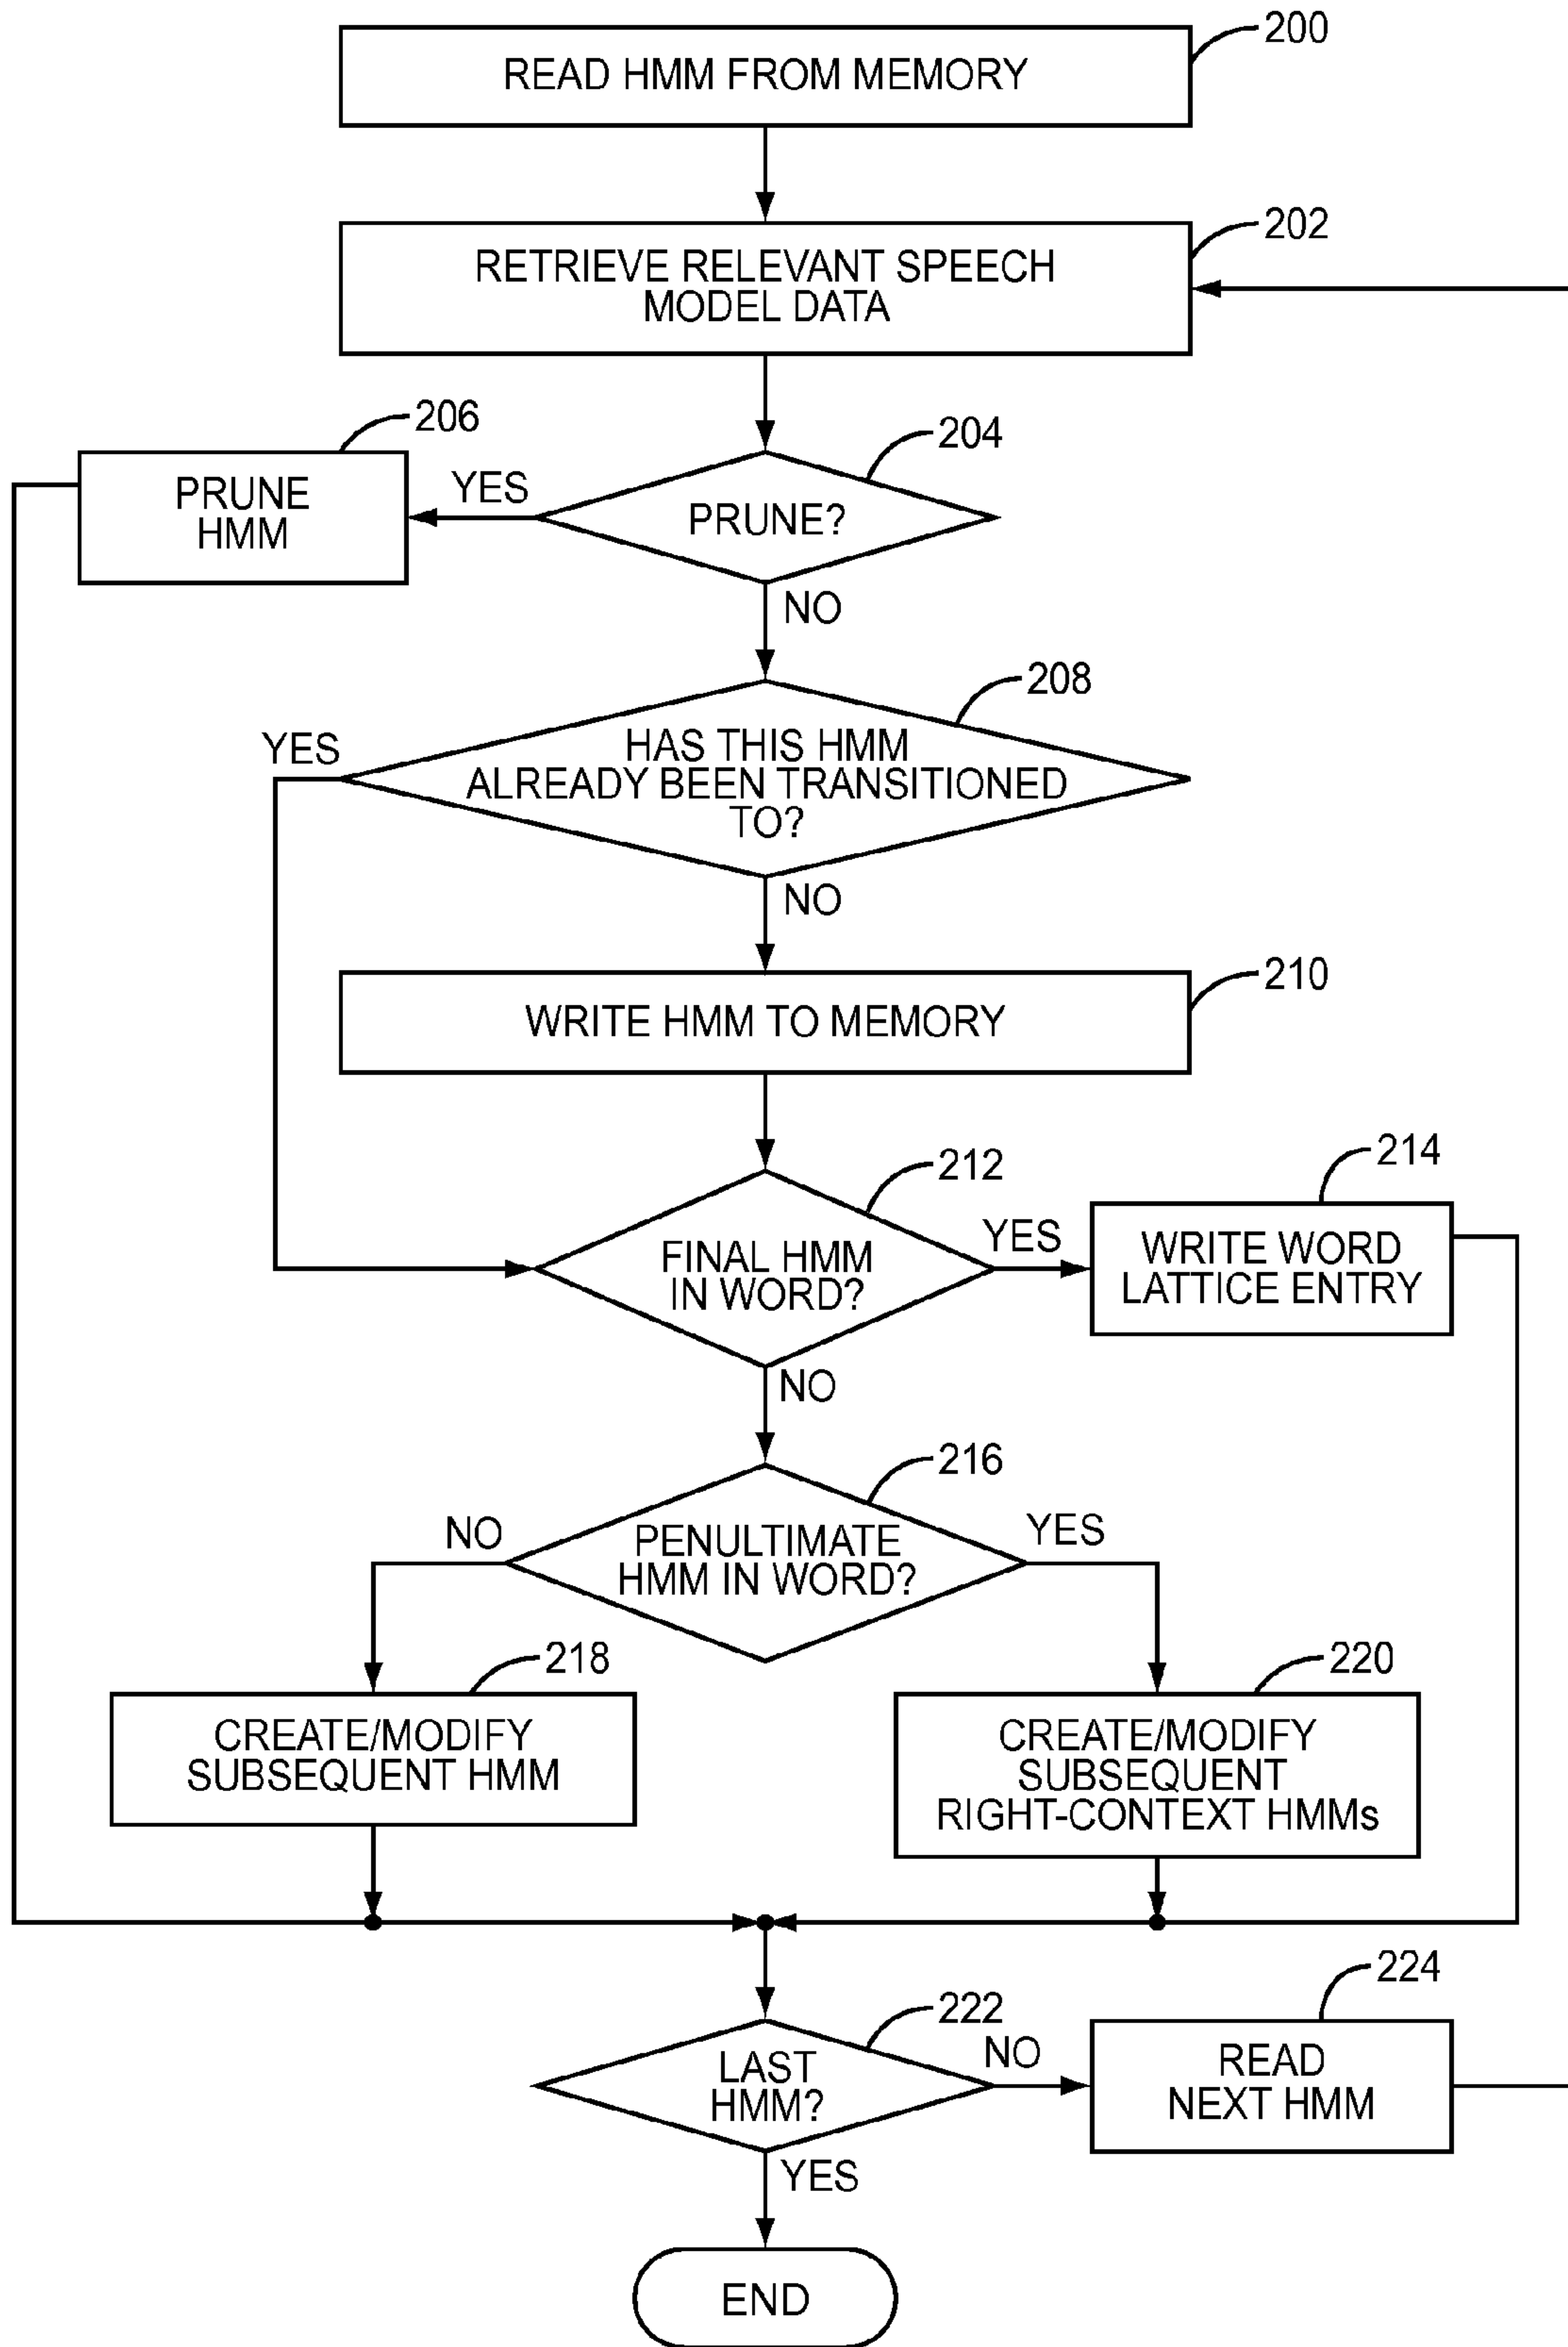 200
READ HMM FROM MEMORY
202
RETRIEVE RELEVANT SPEECH
MODEL DATA
206
204
PRUNE
HMM
YES
PRUNE?
NO
208
YES
HAS THIS HMM
ALREADY BEEN TRANSITIONED
TO?
NO
210
WRITE HMM TO MEMORY
212
214
FINAL HMM
IN WORD?
YES
WRITE WORD
LATTICE ENTRY
NO
216
NO
PENULTIMATE
HMM IN WORD?
YES
218
220
CREATE/MODIFY
SUBSEQUENT HMM
CREATE/MODIFY
SUBSEQUENT
RIGHT-CONTEXT HMMs
222
224
LAST
HMM?
NO
READ
NEXT HMM
YES
END